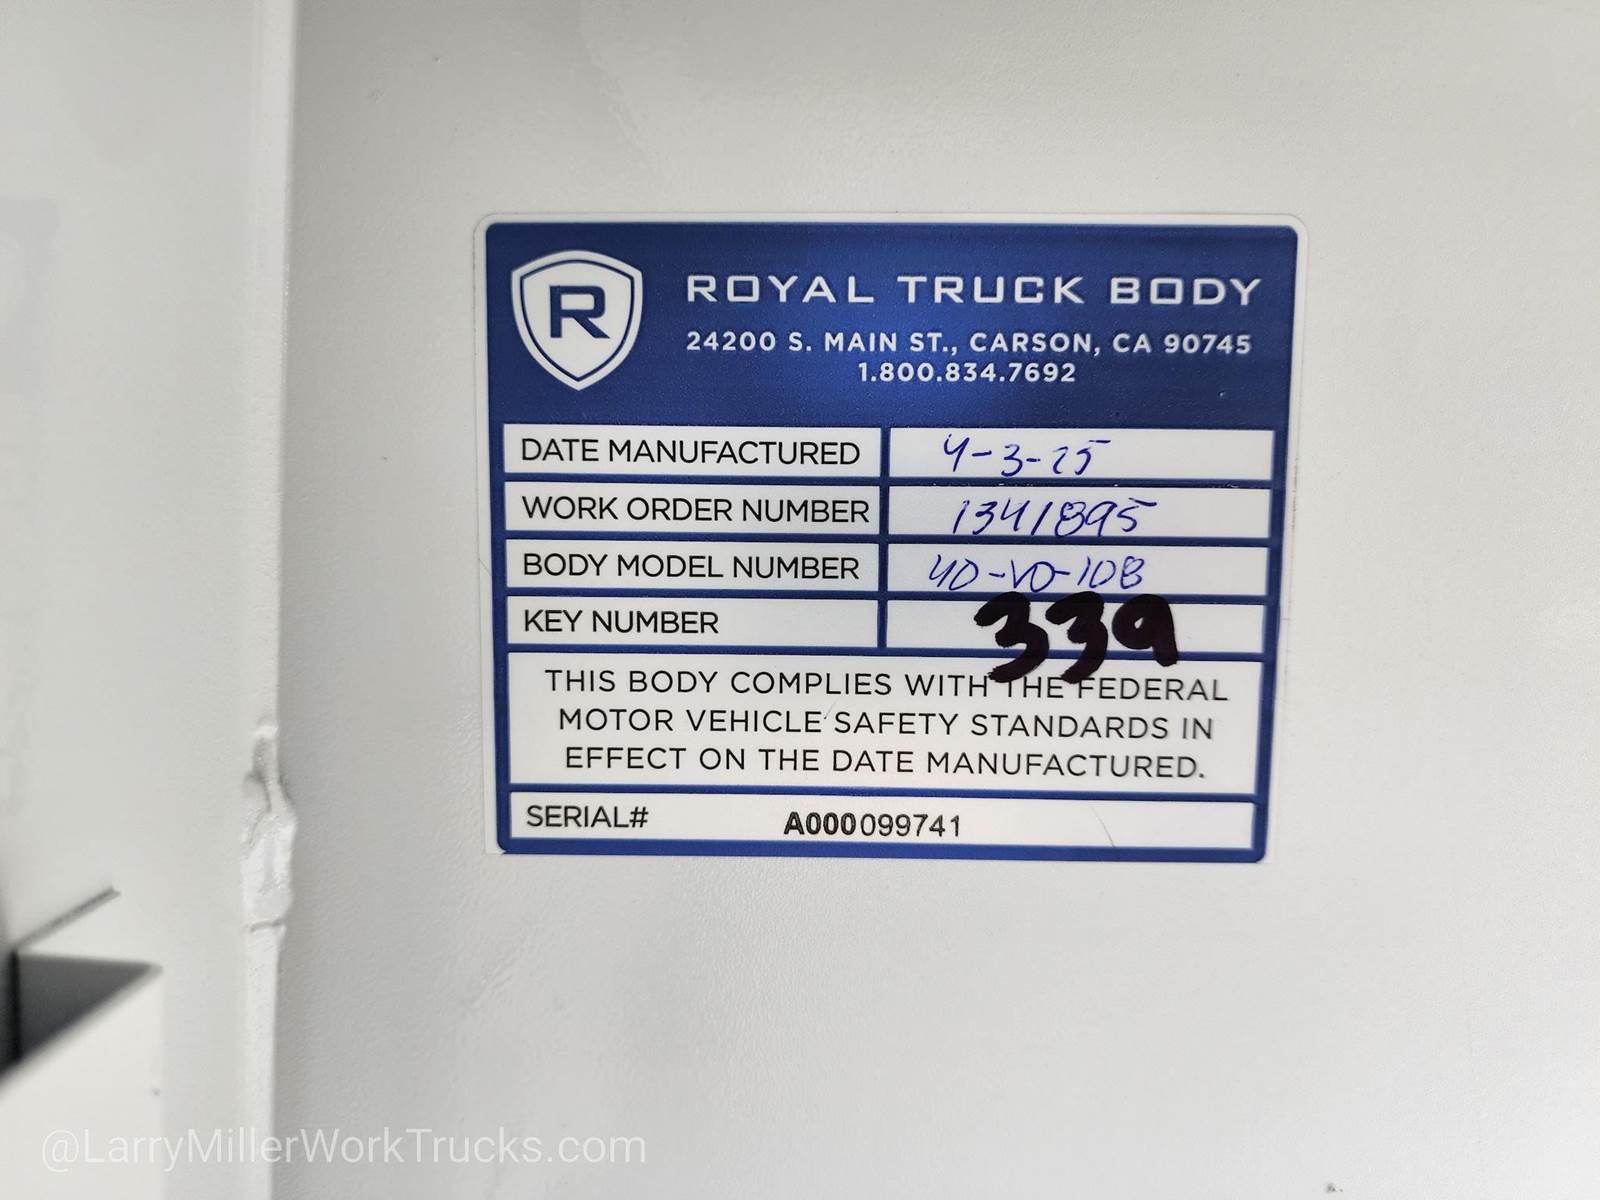 R
ROYAL TRUCK BODY
24200 S. MAIN ST., CARSON, CA 90745
1.800.834.7692
DATE MANUFACTURED 4-3-25
WORK ORDER NUMBER 1341895
BODY MODEL NUMBER 40-VO-108
KEY NUMBER 339
THIS BODY COMPLIES WITH THE FEDERAL
MOTOR VEHICLE SAFETY STANDARDS IN
EFFECT ON THE DATE MANUFACTURED.
SERIAL# A000099741
@LarryMillerWorkTrucks.com